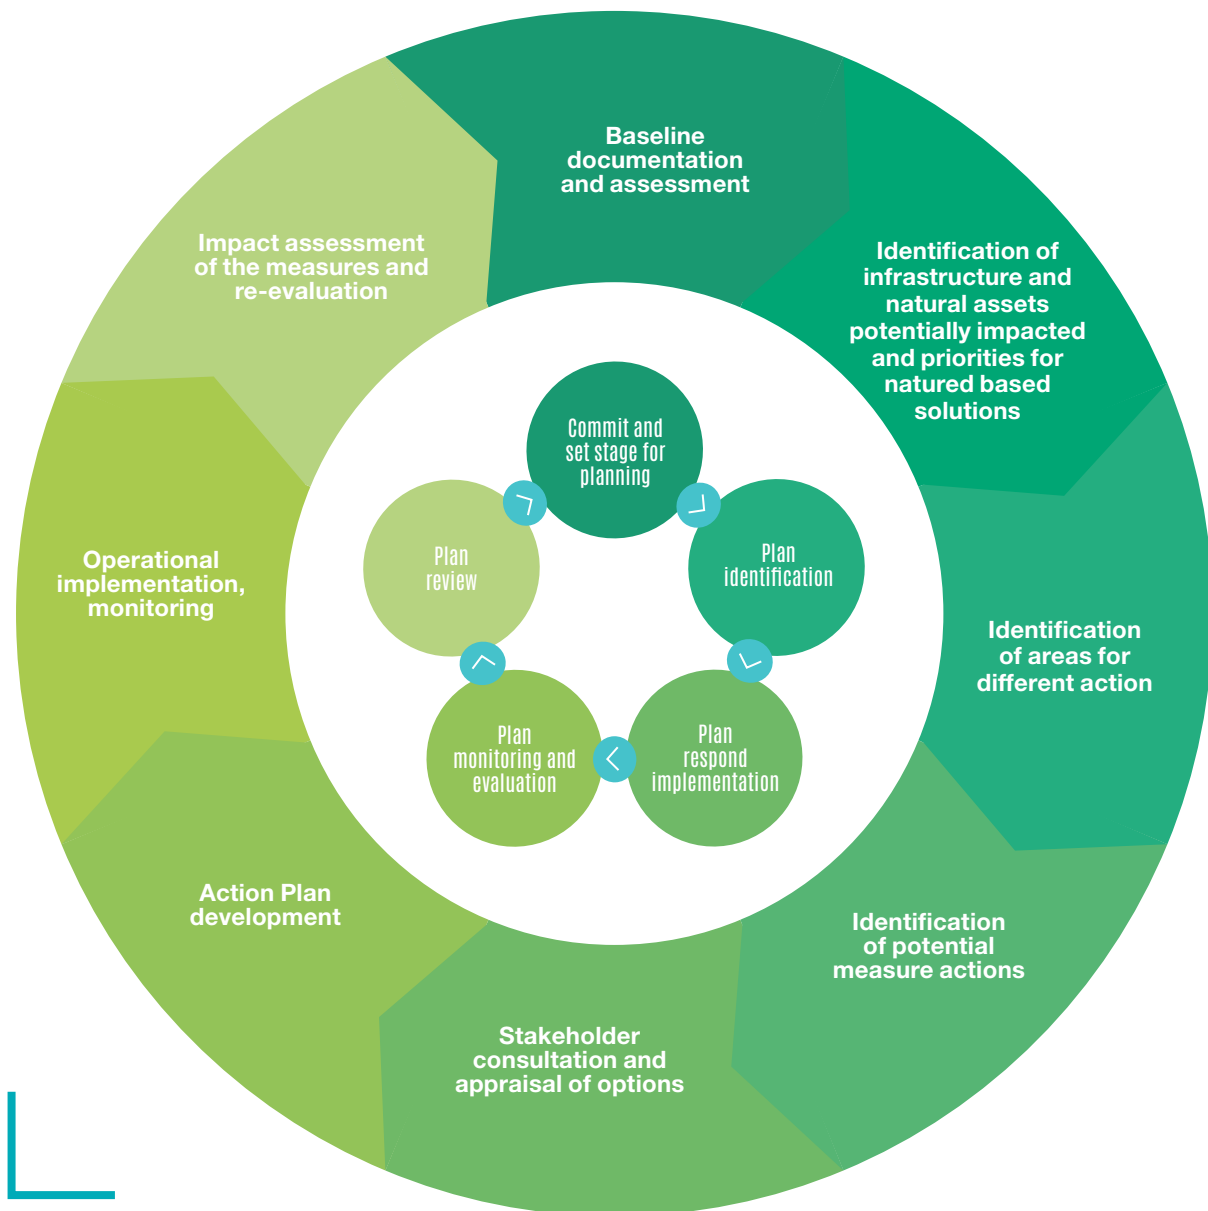 Baseline
documentation
and assessment
Identification of
infrastructure and
natural assets
potentially impacted
and priorities for
natured based
solutions
Identification
of areas for
different action
Identification
of potential
measure actions
Stakeholder
consultation and
appraisal of options
Action Plan
development
Operational
implementation,
monitoring
Impact assessment
of the measures and
re-evaluation
Commit and
set stage for
planning
Plan
identification
Plan
respond
implementation
Plan
monitoring and
evaluation
Plan
review